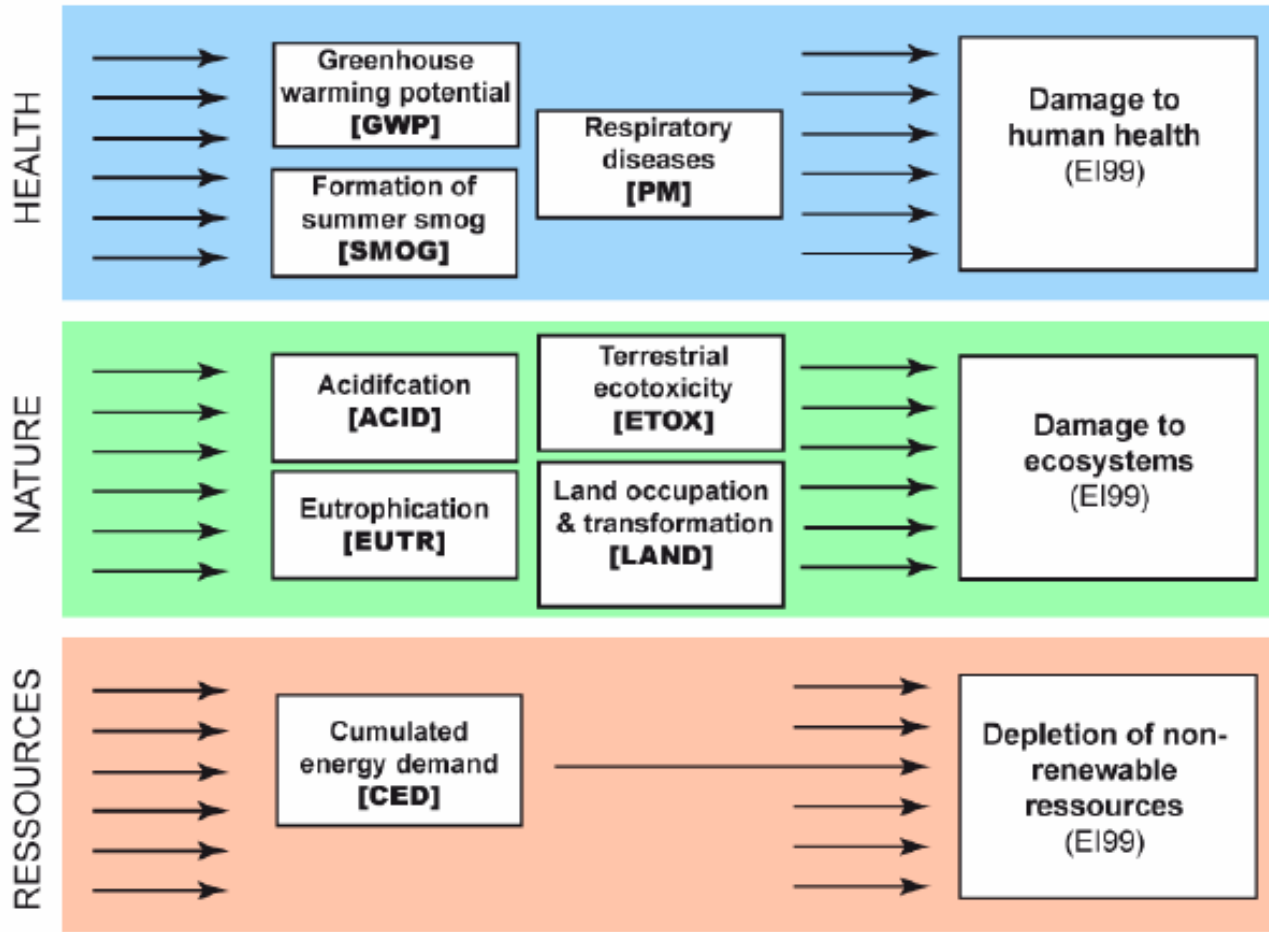 HEALTH
Greenhouse
warming potential
[GWP]
Formation of
summer smog
[SMOG]
Respiratory
diseases
[PM]
Damage to
human health
(EI99)
NATURE
Acidifcation
[ACID]
Eutrophication
[EUTR]
Terrestrial
ecotoxicity
[ETOX]
Land occupation
& transformation
[LAND]
Damage to
ecosystems
(EI99)
RESSOURCES
Cumulated
energy demand
[CED]
Depletion of non-
renewable
ressources
(EI99)